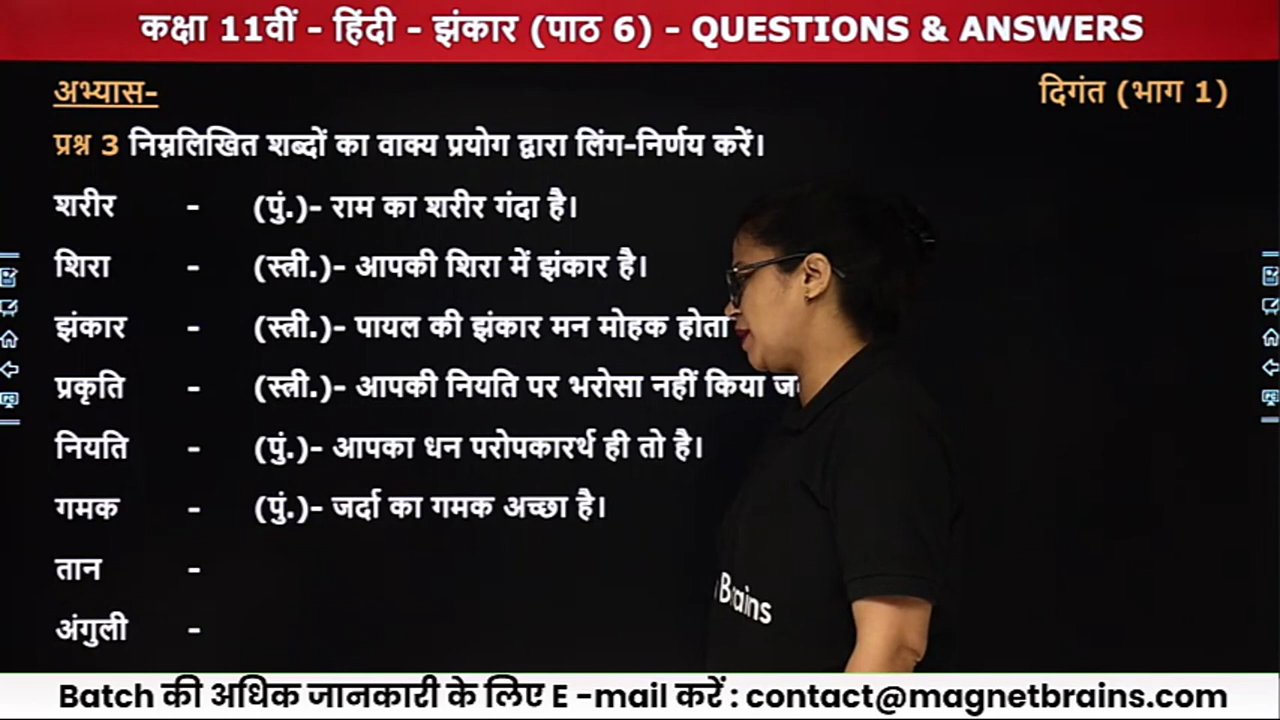 कक्षा 11वीं - हिंदी - झंकार (पाठ 6) - QUESTIONS & ANSWERS
अभ्यास- दिगंत (भाग 1)
प्रश्न 3 निम्नलिखित शब्दों का वाक्य प्रयोग द्वारा लिंग-निर्णय करें।
शरीर - (पुं.)- राम का शरीर गंदा है।
शिरा - (स्त्री.)- आपकी शिरा में झंकार है।
झंकार - (स्त्री.)- पायल की झंकार मन मोहक होता
प्रकृति - (स्त्री.)- आपकी नियति पर भरोसा नहीं किया
नियति - (पुं.)- आपका धन परोपकारर्थ ही तो है।
गमक - (पुं.)- जर्दा का गमक अच्छा है।
तान -
अंगुली -
Brains
Batch की अधिक जानकारी के लिए E -mail करें : contact@magnetbrains.com